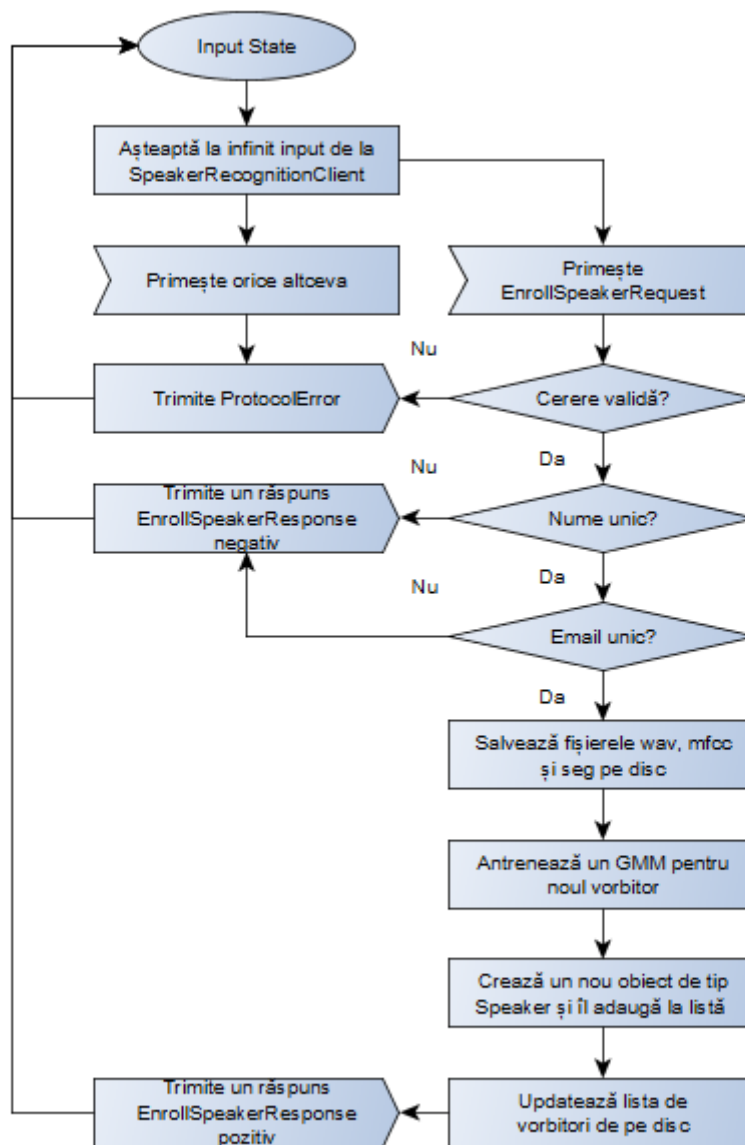 Input State
Așteaptă la infinit input de la
SpeakerRecognitionClient
Primește orice altceva
Primește
EnrollSpeakerRequest
Nu
Trimite ProtocolError
Cerere validă?
Da
Nu
Trimite un răspuns
EnrollSpeakerResponse
negativ
Nume unic?
Da
Nu
Email unic?
Da
Salvează fișierele wav, mfcc
și seg pe disc
Antrenează un GMM pentru
noul vorbitor
Crează un nou obiect de tip
Speaker și îl adaugă la listă
Trimite un răspuns
EnrollSpeakerResponse
pozitiv
Updatează lista de
vorbitori de pe disc